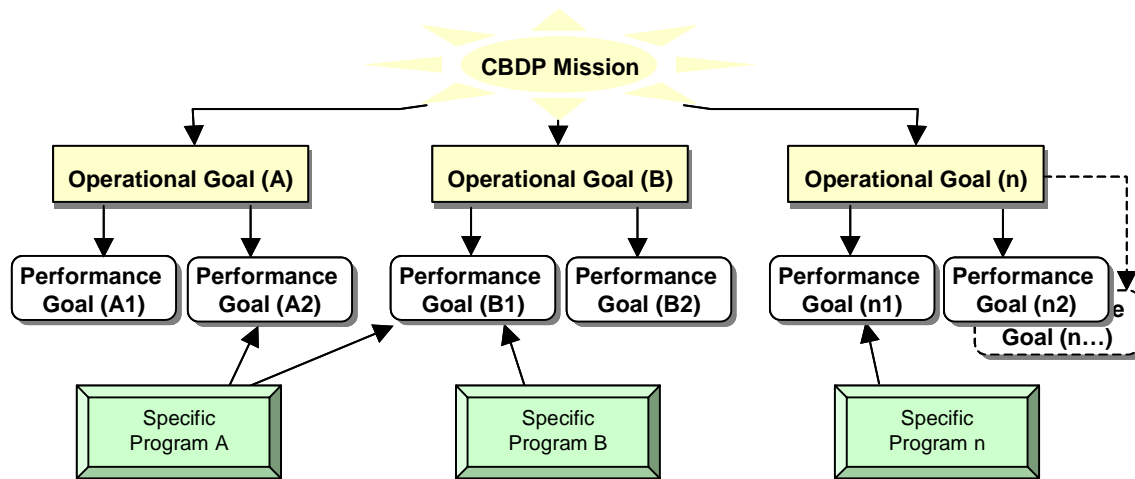 CBDP Mission
Operational Goal (A)
Operational Goal (B)
Operational Goal (n)
Performance
Goal (A1)
Performance
Goal (A2)
Performance
Goal (B1)
Performance
Goal (B2)
Performance
Goal (n1)
Performance
Goal (n2)
e
Goal (n…)
Specific
Program A
Specific
Program B
Specific
Program n